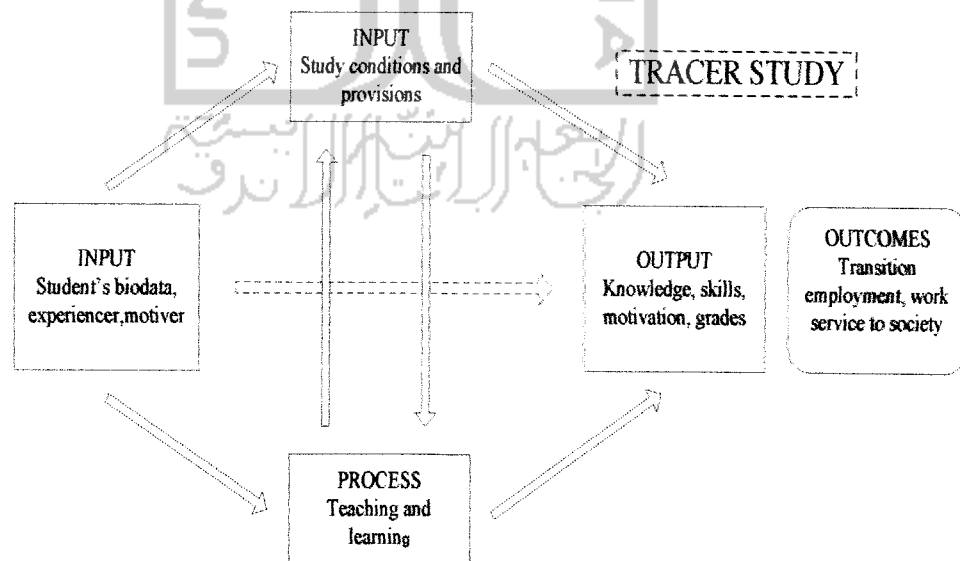 INPUT
Study conditions and
provisions
TRACER STUDY
INPUT
Student's biodata,
experiencer,motiver
OUTPUT
Knowledge, skills,
motivation, grades
OUTCOMES
Transition
employment, work
service to society
PROCESS
Teaching and
learning